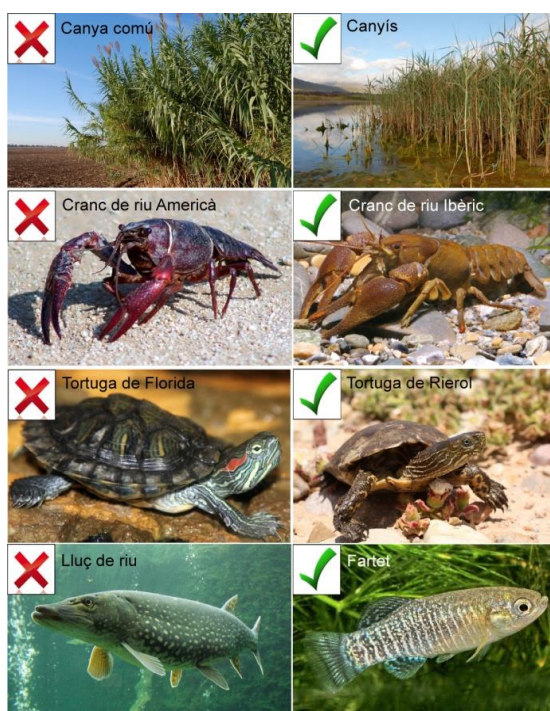 Canya comú
Canyís
Cranc de riu Americà
Cranc de riu Ibèric
Tortuga de Florida
Tortuga de Rierol
Lluç de riu
Fartet